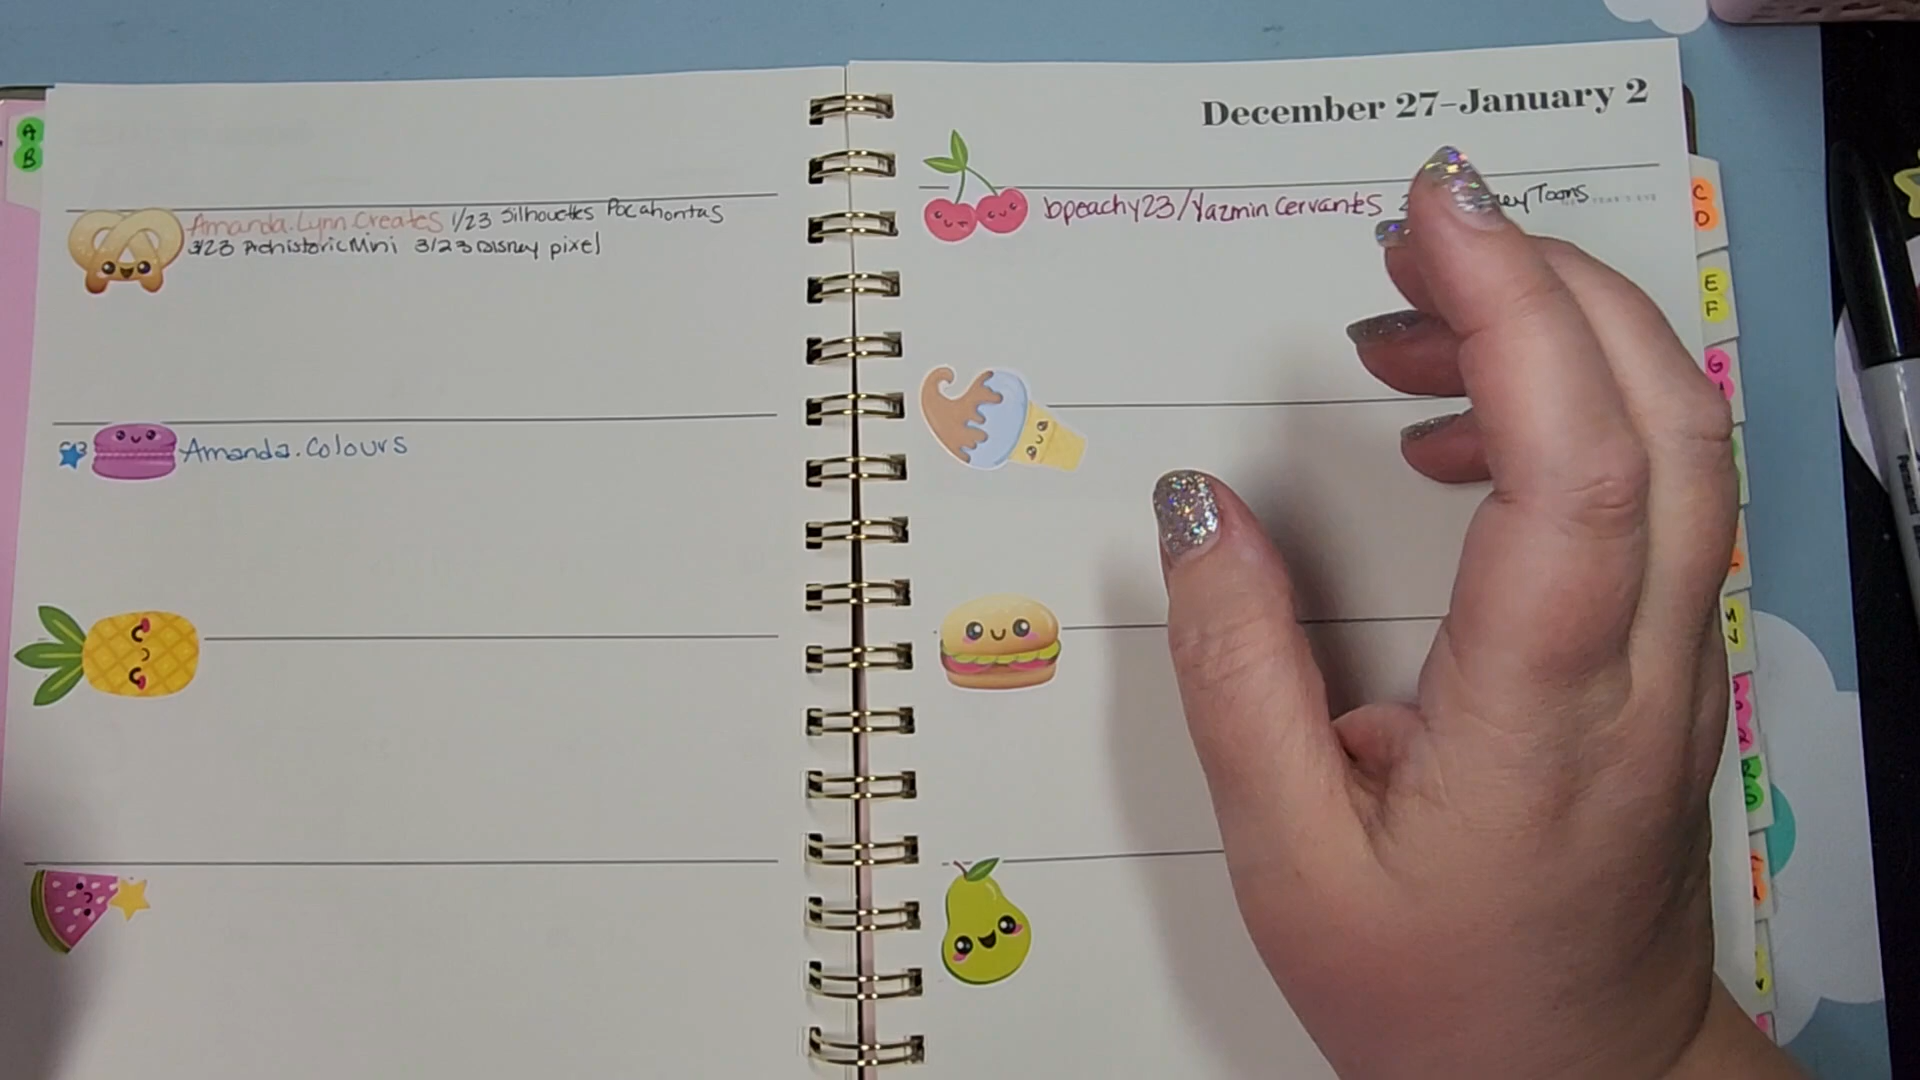 A
B
Amanda.Lynn.Creates 1/23 Silhouettes Pocahontas
3/23 PrehistoricMini 3/23 Disney pixel
Amanda.Colours
December 27–January 2
bpeachy23/Yazmin Cervantes Toons
C
D
E
F
G